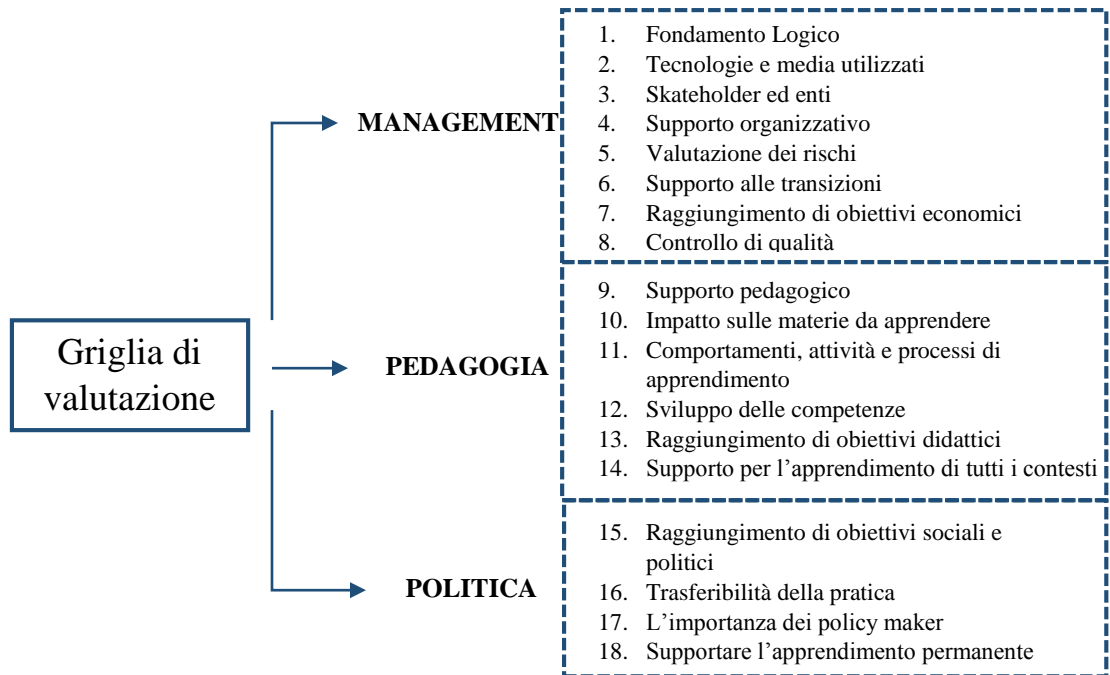 Griglia di
valutazione
MANAGEMENT
1. Fondamento Logico
2. Tecnologie e media utilizzati
3. Skateholder ed enti
4. Supporto organizzativo
5. Valutazione dei rischi
6. Supporto alle transizioni
7. Raggiungimento di obiettivi economici
8. Controllo di qualità
PEDAGOGIA
9. Supporto pedagogico
10. Impatto sulle materie da apprendere
11. Comportamenti, attività e processi di
apprendimento
12. Sviluppo delle competenze
13. Raggiungimento di obiettivi didattici
14. Supporto per l’apprendimento di tutti i contesti
POLITICA
15. Raggiungimento di obiettivi sociali e
politici
16. Trasferibilità della pratica
17. L’importanza dei policy maker
18. Supportare l’apprendimento permanente